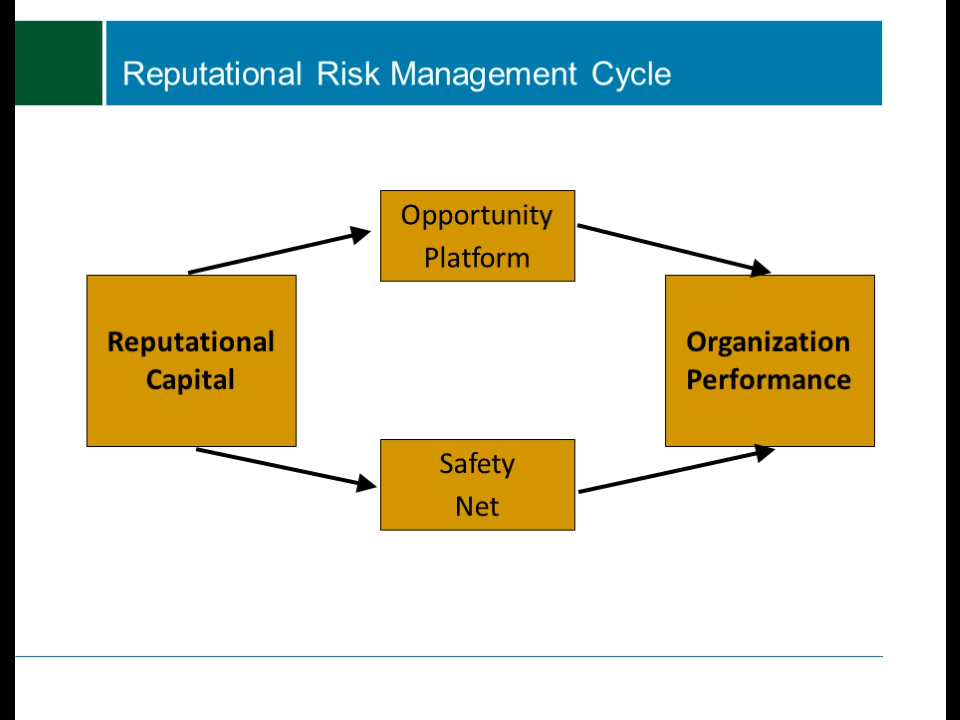 Reputational Risk Management Cycle
Opportunity
Platform
Reputational
Capital
Organization
Performance
Safety
Net